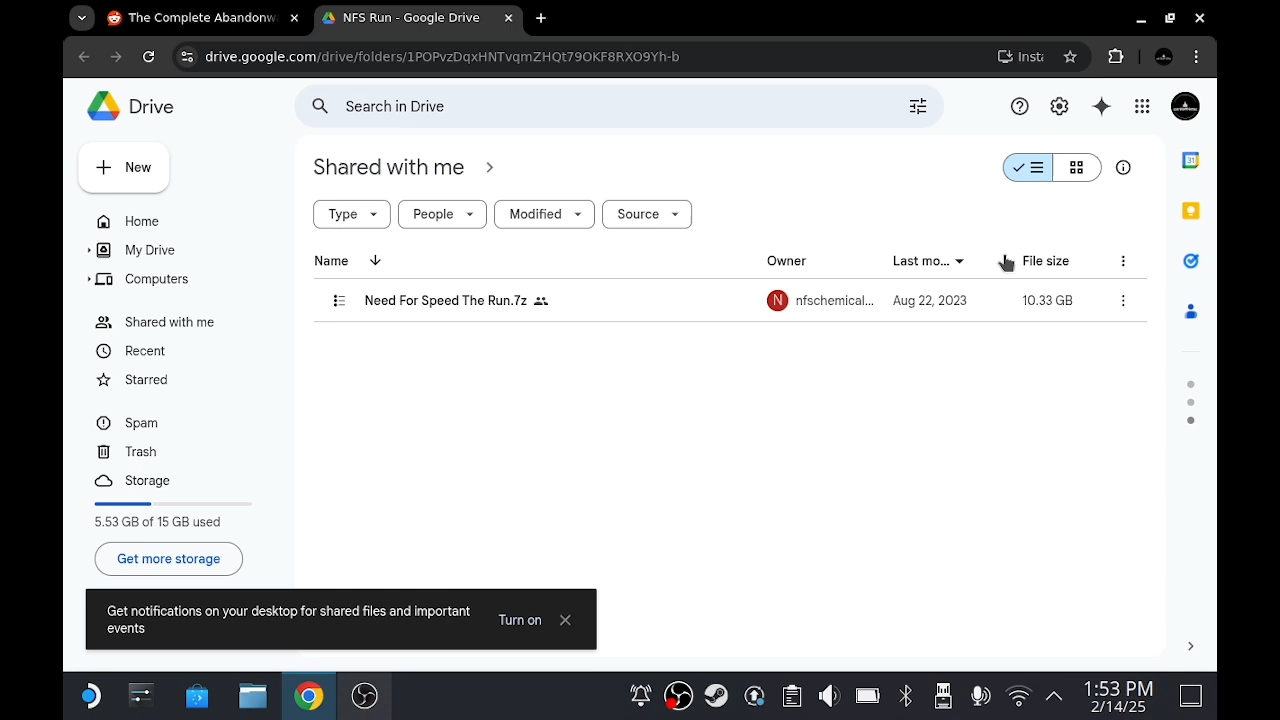 The Complete Abandonw
NFS Run - Google Drive
drive.google.com/drive/folders/1POPvzDqxHNTvqmZHQt79OKF8RXO9Yh-b
Insta
Drive
Search in Drive
New
Shared with me
Home
My Drive
Computers
Shared with me
Recent
Starred
Spam
Trash
Storage
5.53 GB of 15 GB used
Get more storage
Type
People
Modified
Source
Name
Owner
Last mo...
File size
Need For Speed The Run.7z
N
nfschemical...
Aug 22, 2023
10.33 GB
31
Get notifications on your desktop for shared files and important
events
Turn on
1:53 PM
2/14/25